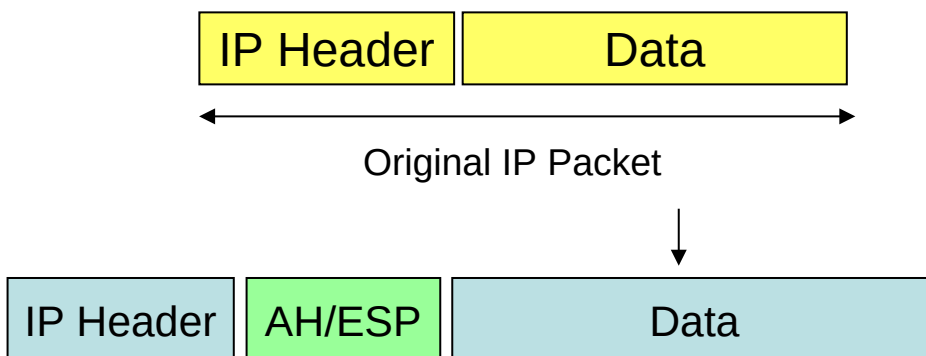 IP Header Data
Original IP Packet
IP Header AH/ESP Data